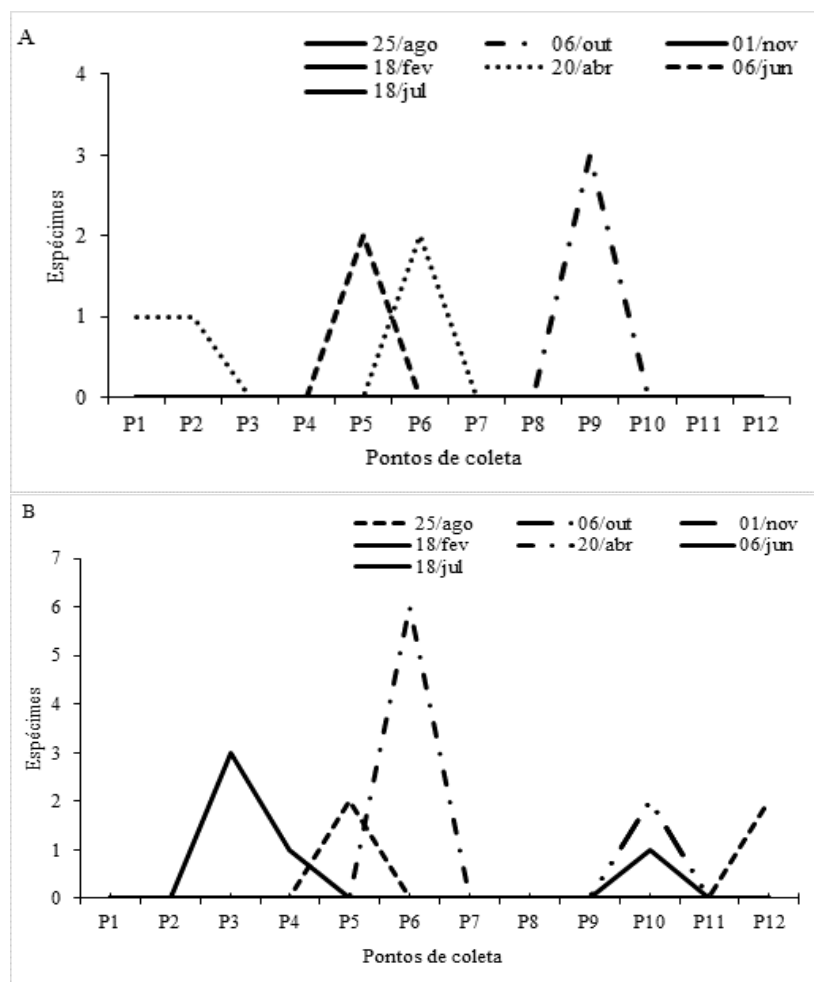 A
25/ago 06/out 01/nov
18/fev 20/abr 06/jun
18/jul
4
3
2
1
0
Espécimes
P1 P2 P3 P4 P5 P6 P7 P8 P9 P10 P11 P12
Pontos de coleta
B
25/ago 06/out 01/nov
18/fev 20/abr 06/jun
18/jul
7
6
5
4
3
2
1
0
Espécimes
P1 P2 P3 P4 P5 P6 P7 P8 P9 P10 P11 P12
Pontos de coleta